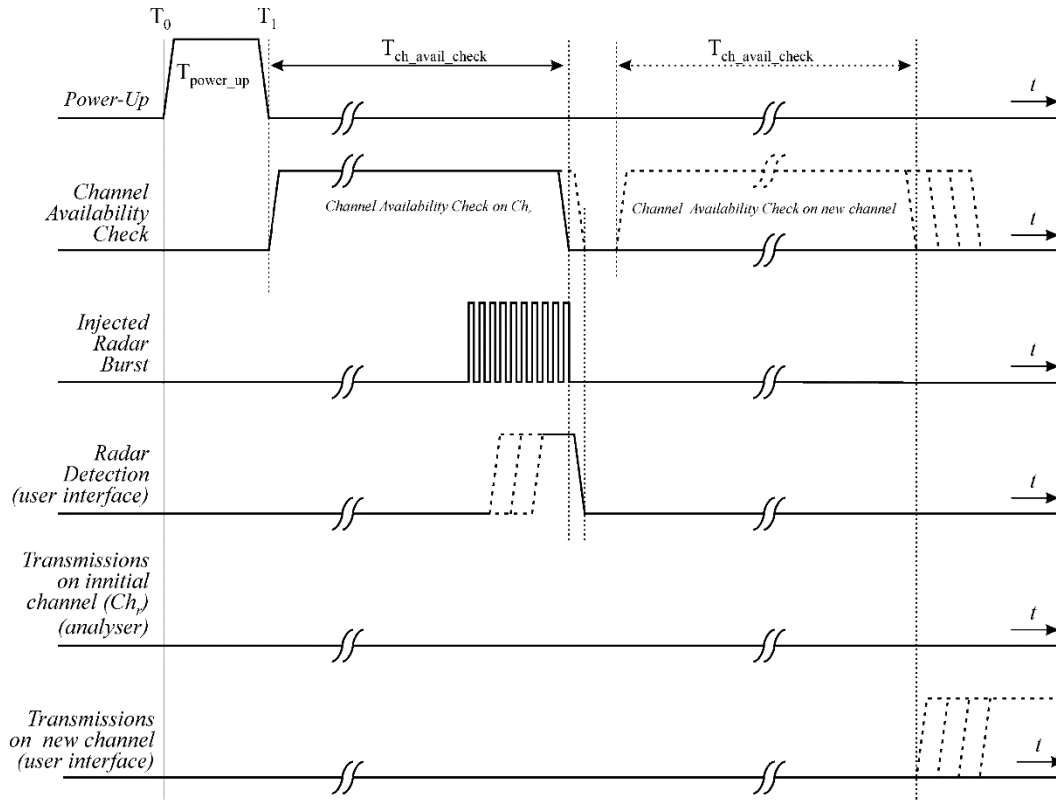 T0 T1
Tpower_up
Tch_avail_check
Tch_avail_check
Power-Up
t
Channel
Availability
Check
Channel Availability Check on Chr
Channel Availability Check on new channel
t
Injected
Radar
Burst
t
Radar
Detection
(user interface)
t
Transmissions
on innitial
channel (Chr)
(analyser)
t
Transmissions
on new channel
(user interface)
t